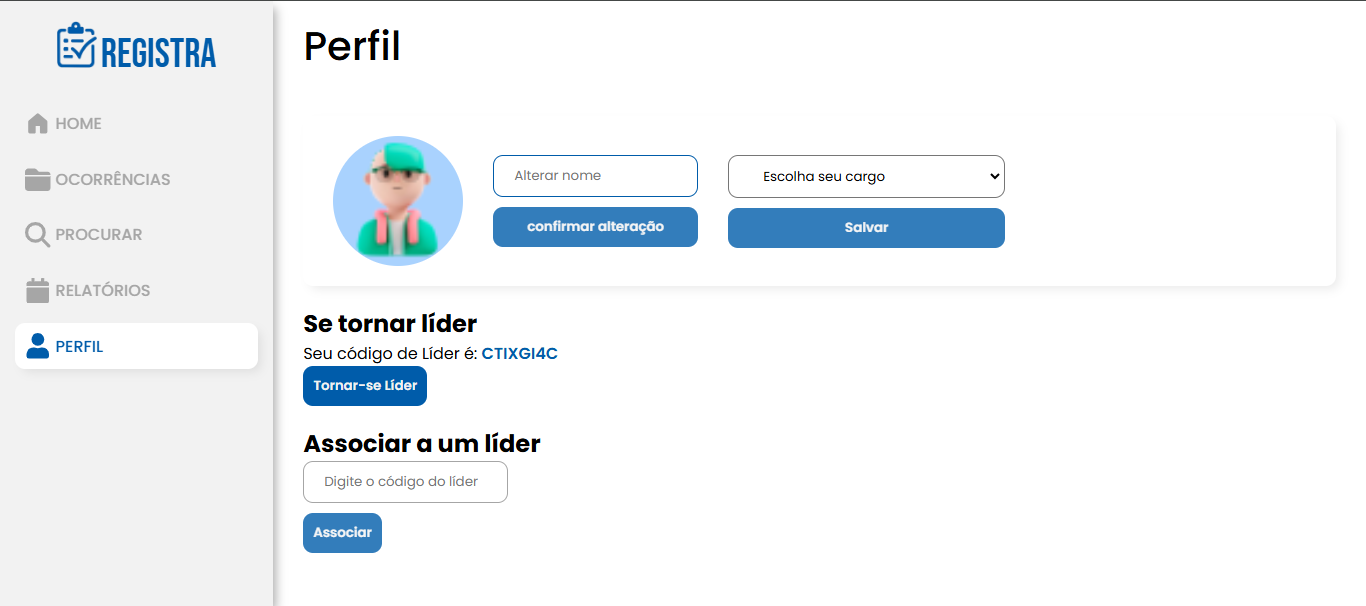 REGISTRA
HOME
OCORRÊNCIAS
PROCURAR
RELATÓRIOS
PERFIL
Perfil
Alterar nome
Escolha seu cargo
confirmar alteração
Salvar
Se tornar líder
Seu código de Líder é: CTIXGI4C
Tornar-se Líder
Associar a um líder
Digite o código do líder
Associar